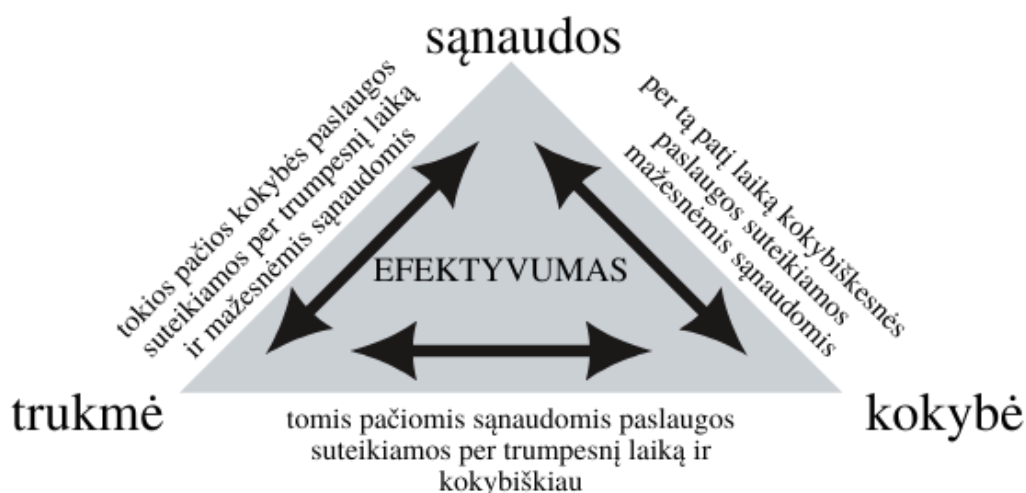 sąnaudos
tokios pačios kokybės paslaugos
suteikiamos per trumpesnį laiką
ir mažesnėmis sąnaudomis
per tą patį laiką kokybiškesnės
paslaugos suteikiamos
mažesnėmis sąnaudomis
EFEKTYVUMAS
trukmė
kokybė
tomis pačiomis sąnaudomis paslaugos
suteikiamos per trumpesnį laiką ir
kokybiškiau